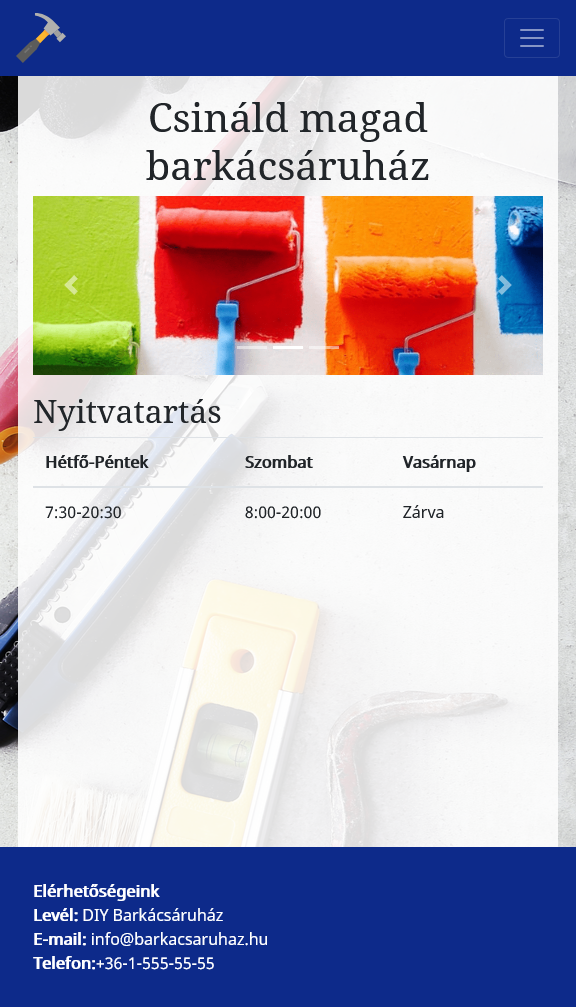 Csináld magad
barkácsáruház
Nyitvatartás
Hétfő-Péntek Szombat Vasárnap
7:30-20:30 8:00-20:00 Zárva
Elérhetőségeink
Levél: DIY Barkácsáruház
E-mail: info@barkacsaruhaz.hu
Telefon:+36-1-555-55-55